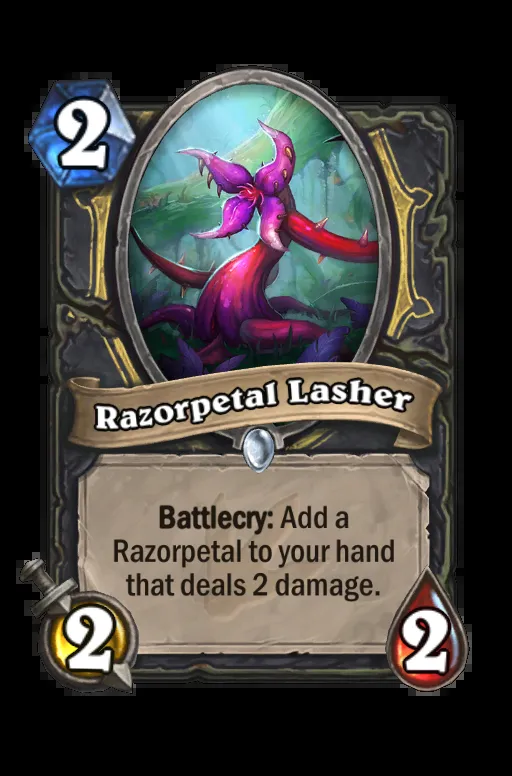 2
Razorpetal Lasher
Battlecry: Add a
Razorpetal to your hand
that deals 2 damage.
2
2